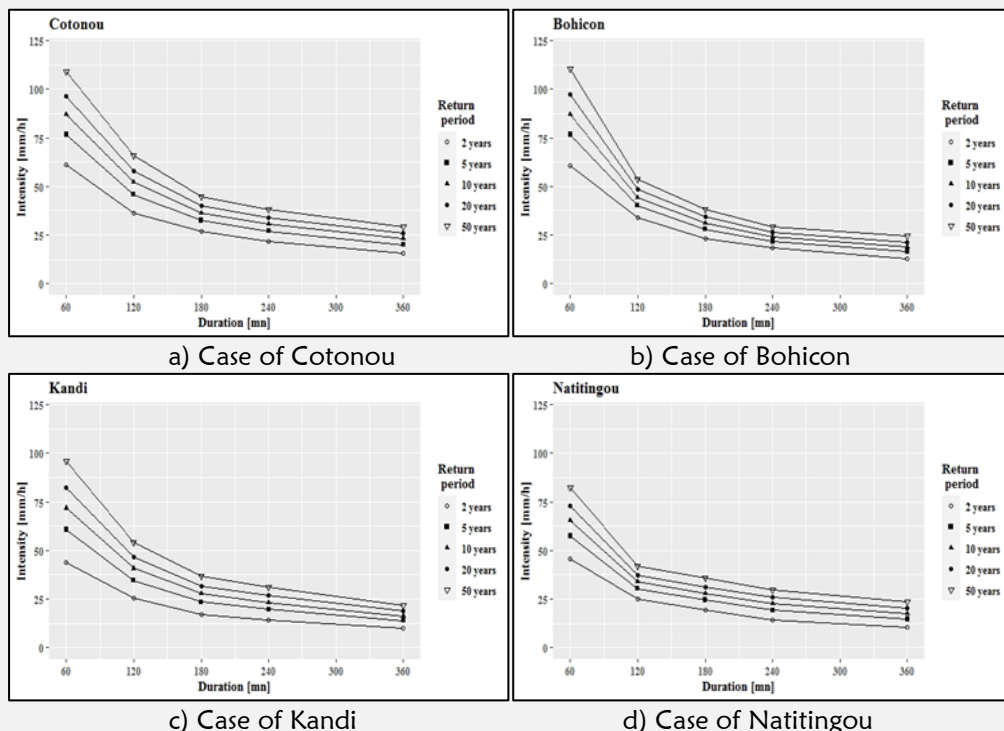 Cotonou
125
100
75
50
25
0
Intensity [mm/h]
60 120 180 240 300 360
Duration [mn]
Return
period
2 years
5 years
10 years
20 years
50 years
a) Case of Cotonou
Bohicon
125
100
75
50
25
0
Intensity [mm/h]
60 120 180 240 300 360
Duration [mn]
Return
period
2 years
5 years
10 years
20 years
50 years
b) Case of Bohicon
Kandi
125
100
75
50
25
0
Intensity [mm/h]
60 120 180 240 300 360
Duration [mn]
Return
period
2 years
5 years
10 years
20 years
50 years
c) Case of Kandi
Natitingou
125
100
75
50
25
0
Intensity [mm/h]
60 120 180 240 300 360
Duration [mn]
Return
period
2 years
5 years
10 years
20 years
50 years
d) Case of Natitingou